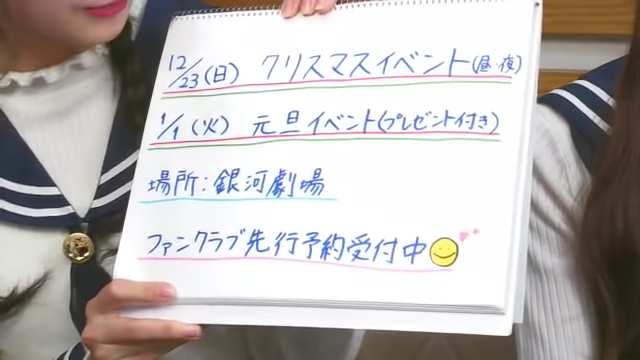 12/23(日) クリスマスイベント(昼・夜)
1/1(火) 元旦イベント(プレゼント付き)
場所:銀河劇場
ファンクラブ先行予約受付中